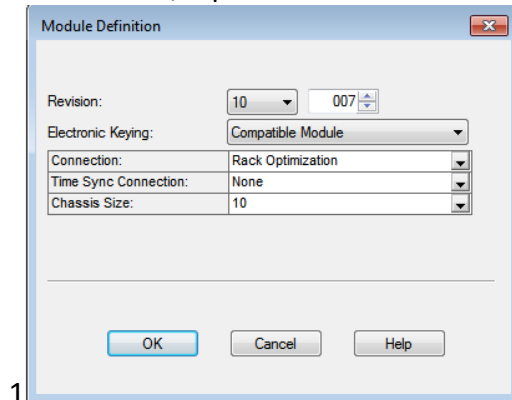 Module Definition
Revision: 10 007
Electronic Keying: Compatible Module
Connection: Rack Optimization
Time Sync Connection: None
Chassis Size: 10
OK Cancel Help
1